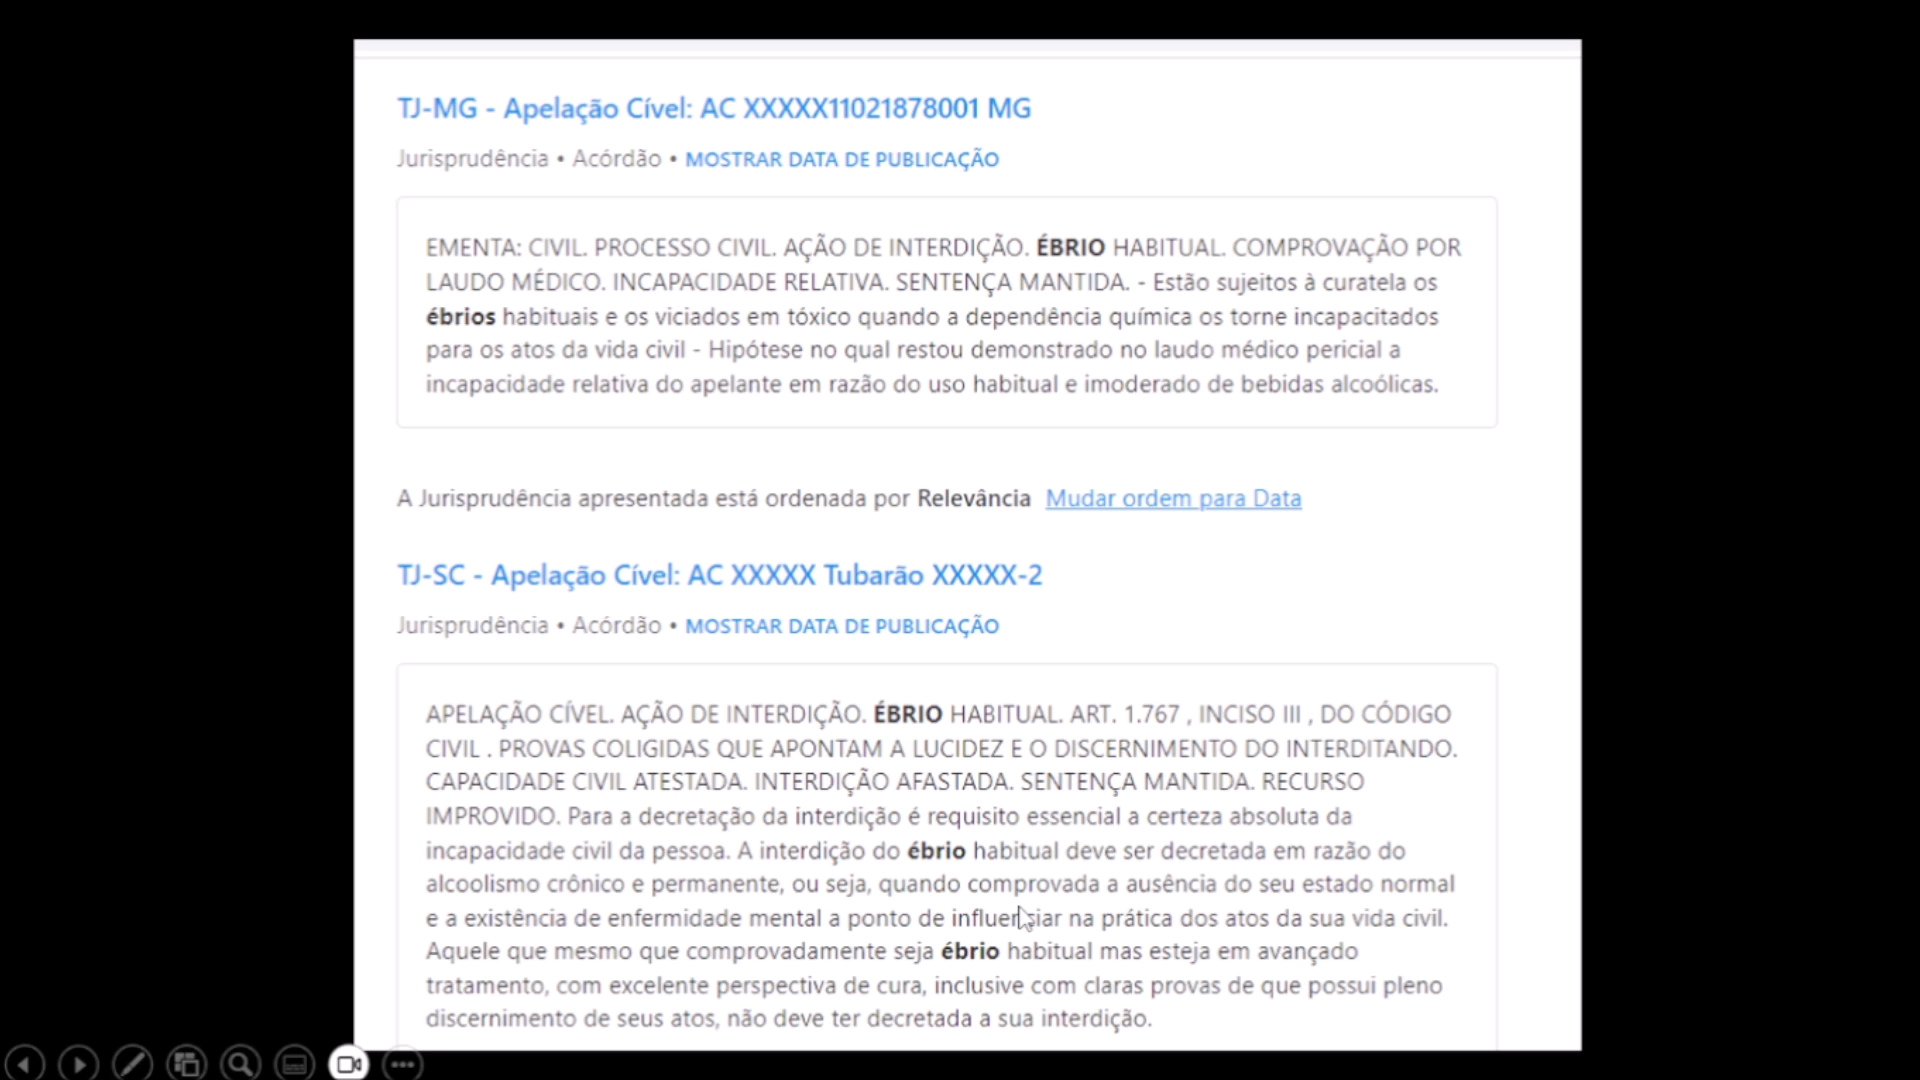 TJ-MG - Apelação Cível: AC XXXXX11021878001 MG
Jurisprudência • Acórdão • MOSTRAR DATA DE PUBLICAÇÃO
EMENTA: CIVIL. PROCESSO CIVIL. AÇÃO DE INTERDIÇÃO. ÉBRIO HABITUAL. COMPROVAÇÃO POR
LAUDO MÉDICO. INCAPACIDADE RELATIVA. SENTENÇA MANTIDA. - Estão sujeitos à curatela os
ébrios habituais e os viciados em tóxico quando a dependência química os torne incapacitados
para os atos da vida civil - Hipótese no qual restou demonstrado no laudo médico pericial a
incapacidade relativa do apelante em razão do uso habitual e imoderado de bebidas alcoólicas.
A Jurisprudência apresentada está ordenada por Relevância Mudar ordem para Data
TJ-SC - Apelação Cível: AC XXXXX Tubarão XXXXX-2
Jurisprudência • Acórdão • MOSTRAR DATA DE PUBLICAÇÃO
APELAÇÃO CÍVEL. AÇÃO DE INTERDIÇÃO. ÉBRIO HABITUAL. ART. 1.767 , INCISO III , DO CÓDIGO
CIVIL . PROVAS COLIGIDAS QUE APONTAM A LUCIDEZ E O DISCERNIMENTO DO INTERDITANDO.
CAPACIDADE CIVIL ATESTADA. INTERDIÇÃO AFASTADA. SENTENÇA MANTIDA. RECURSO
IMPROVIDO. Para a decretação da interdição é requisito essencial a certeza absoluta da
incapacidade civil da pessoa. A interdição do ébrio habitual deve ser decretada em razão do
alcoolismo crônico e permanente, ou seja, quando comprovada a ausência do seu estado normal
e a existência de enfermidade mental a ponto de influenciar na prática dos atos da sua vida civil.
Aquele que mesmo que comprovadamente seja ébrio habitual mas esteja em avançado
tratamento, com excelente perspectiva de cura, inclusive com claras provas de que possui pleno
discernimento de seus atos, não deve ter decretada a sua interdição.